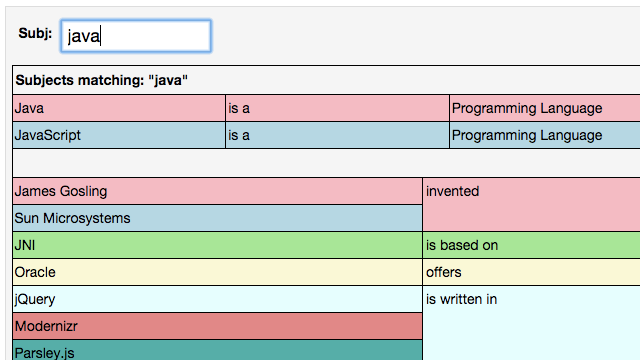 Subj: java
Subjects matching: "java"
Java is a Programming Language
JavaScript is a Programming Language
James Gosling invented
Sun Microsystems
JNI is based on
Oracle offers
jQuery is written in
Modernizr
Parsley.js